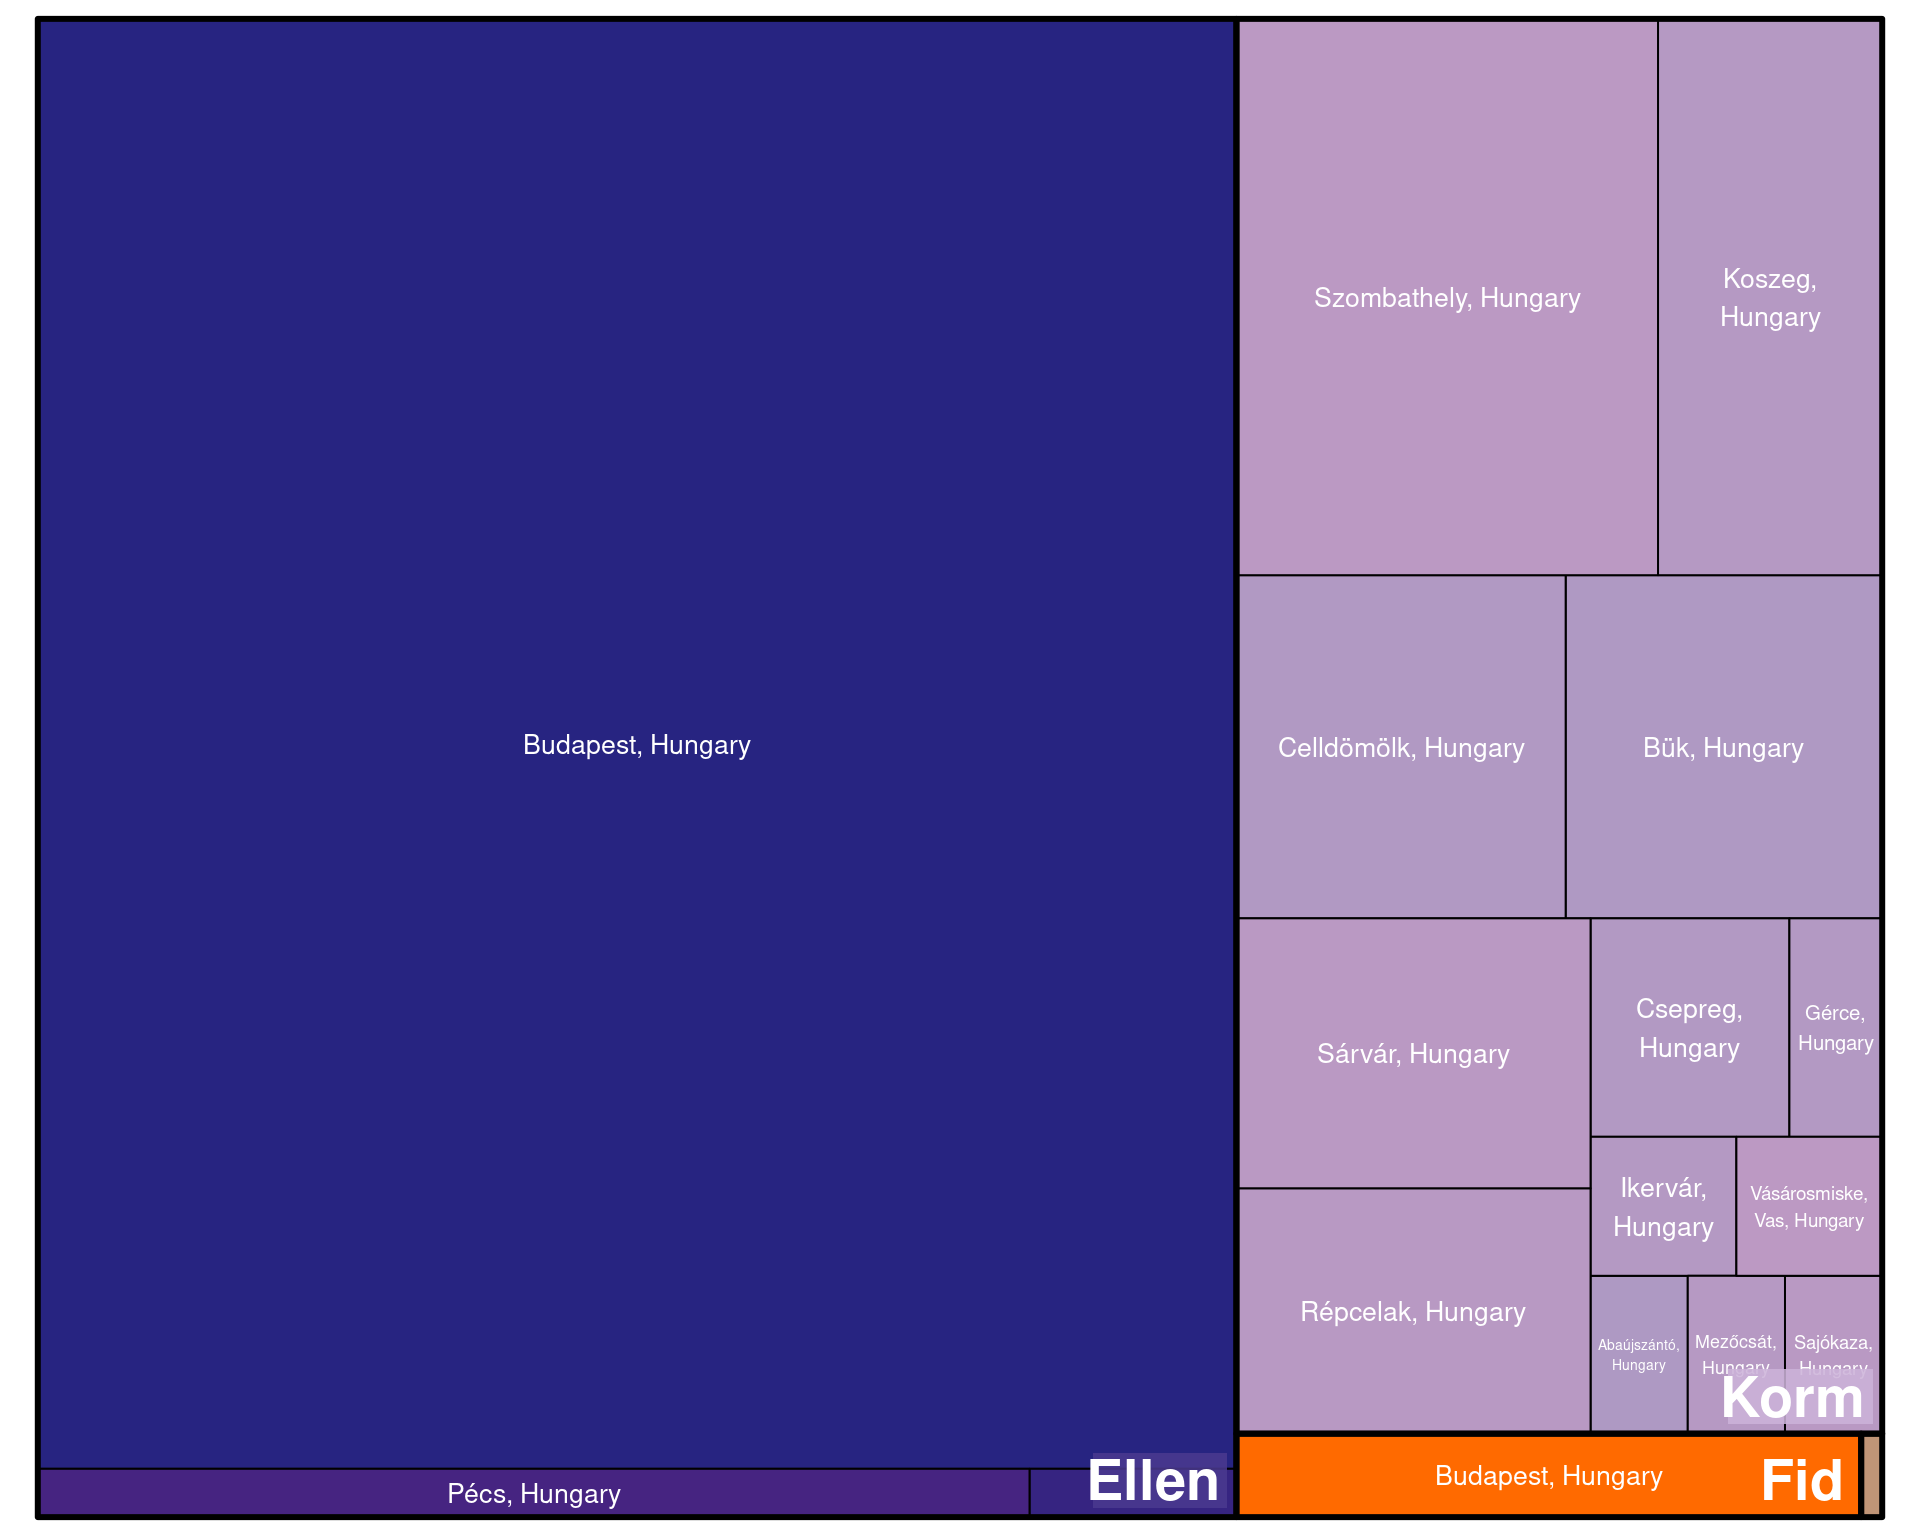 Budapest, Hungary
Pécs, Hungary
Ellen
Szombathely, Hungary
Koszeg,
Hungary
Celldömölk, Hungary
Bük, Hungary
Sárvár, Hungary
Csepreg,
Hungary
Gérce,
Hungary
Ikervár,
Hungary
Vásárosmiske,
Vas, Hungary
Répcelak, Hungary
Abaújszántó,
Hungary
Mezőcsát,
Hungary
Sajókaza,
Hungary
Korm
Budapest, Hungary
Fid